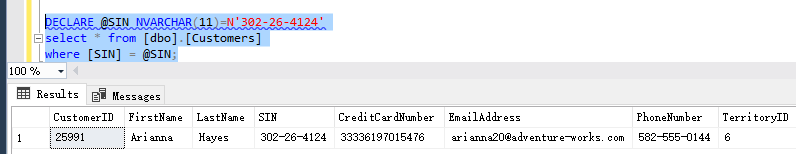 DECLARE @SIN NVARCHAR(11)=N'302-26-4124'
select * from [dbo].[Customers]
where [SIN] = @SIN;
100 %
Results Messages
CustomerID FirstName LastName SIN CreditCardNumber EmailAddress PhoneNumber TerritoryID
1 25991 Arianna Hayes 302-26-4124 33336197015476 arianna20@adventure-works.com 582-555-0144 6